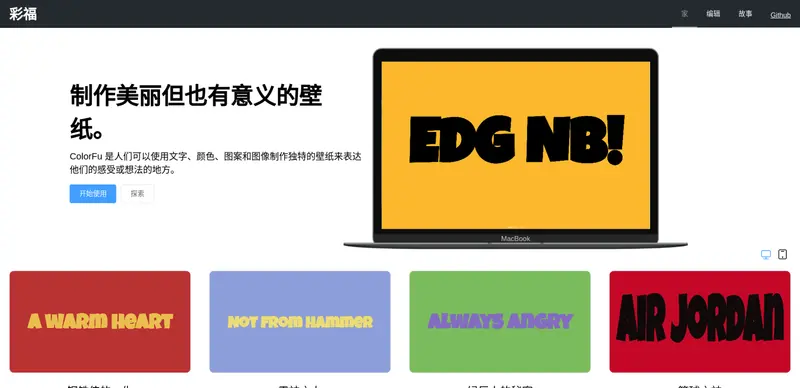 彩福
家 编辑 故事 Github
制作美丽但也有意义的壁
纸。
ColorFu 是人们可以使用文字、颜色、图案和图像制作独特的壁纸来表达
他们的感受或想法的地方。
开始使用 探索
EDG NB!
MacBook
A WARM HEART
NOT FROM HAMMER
ALWAYS ANGRY
AIR JORDAN